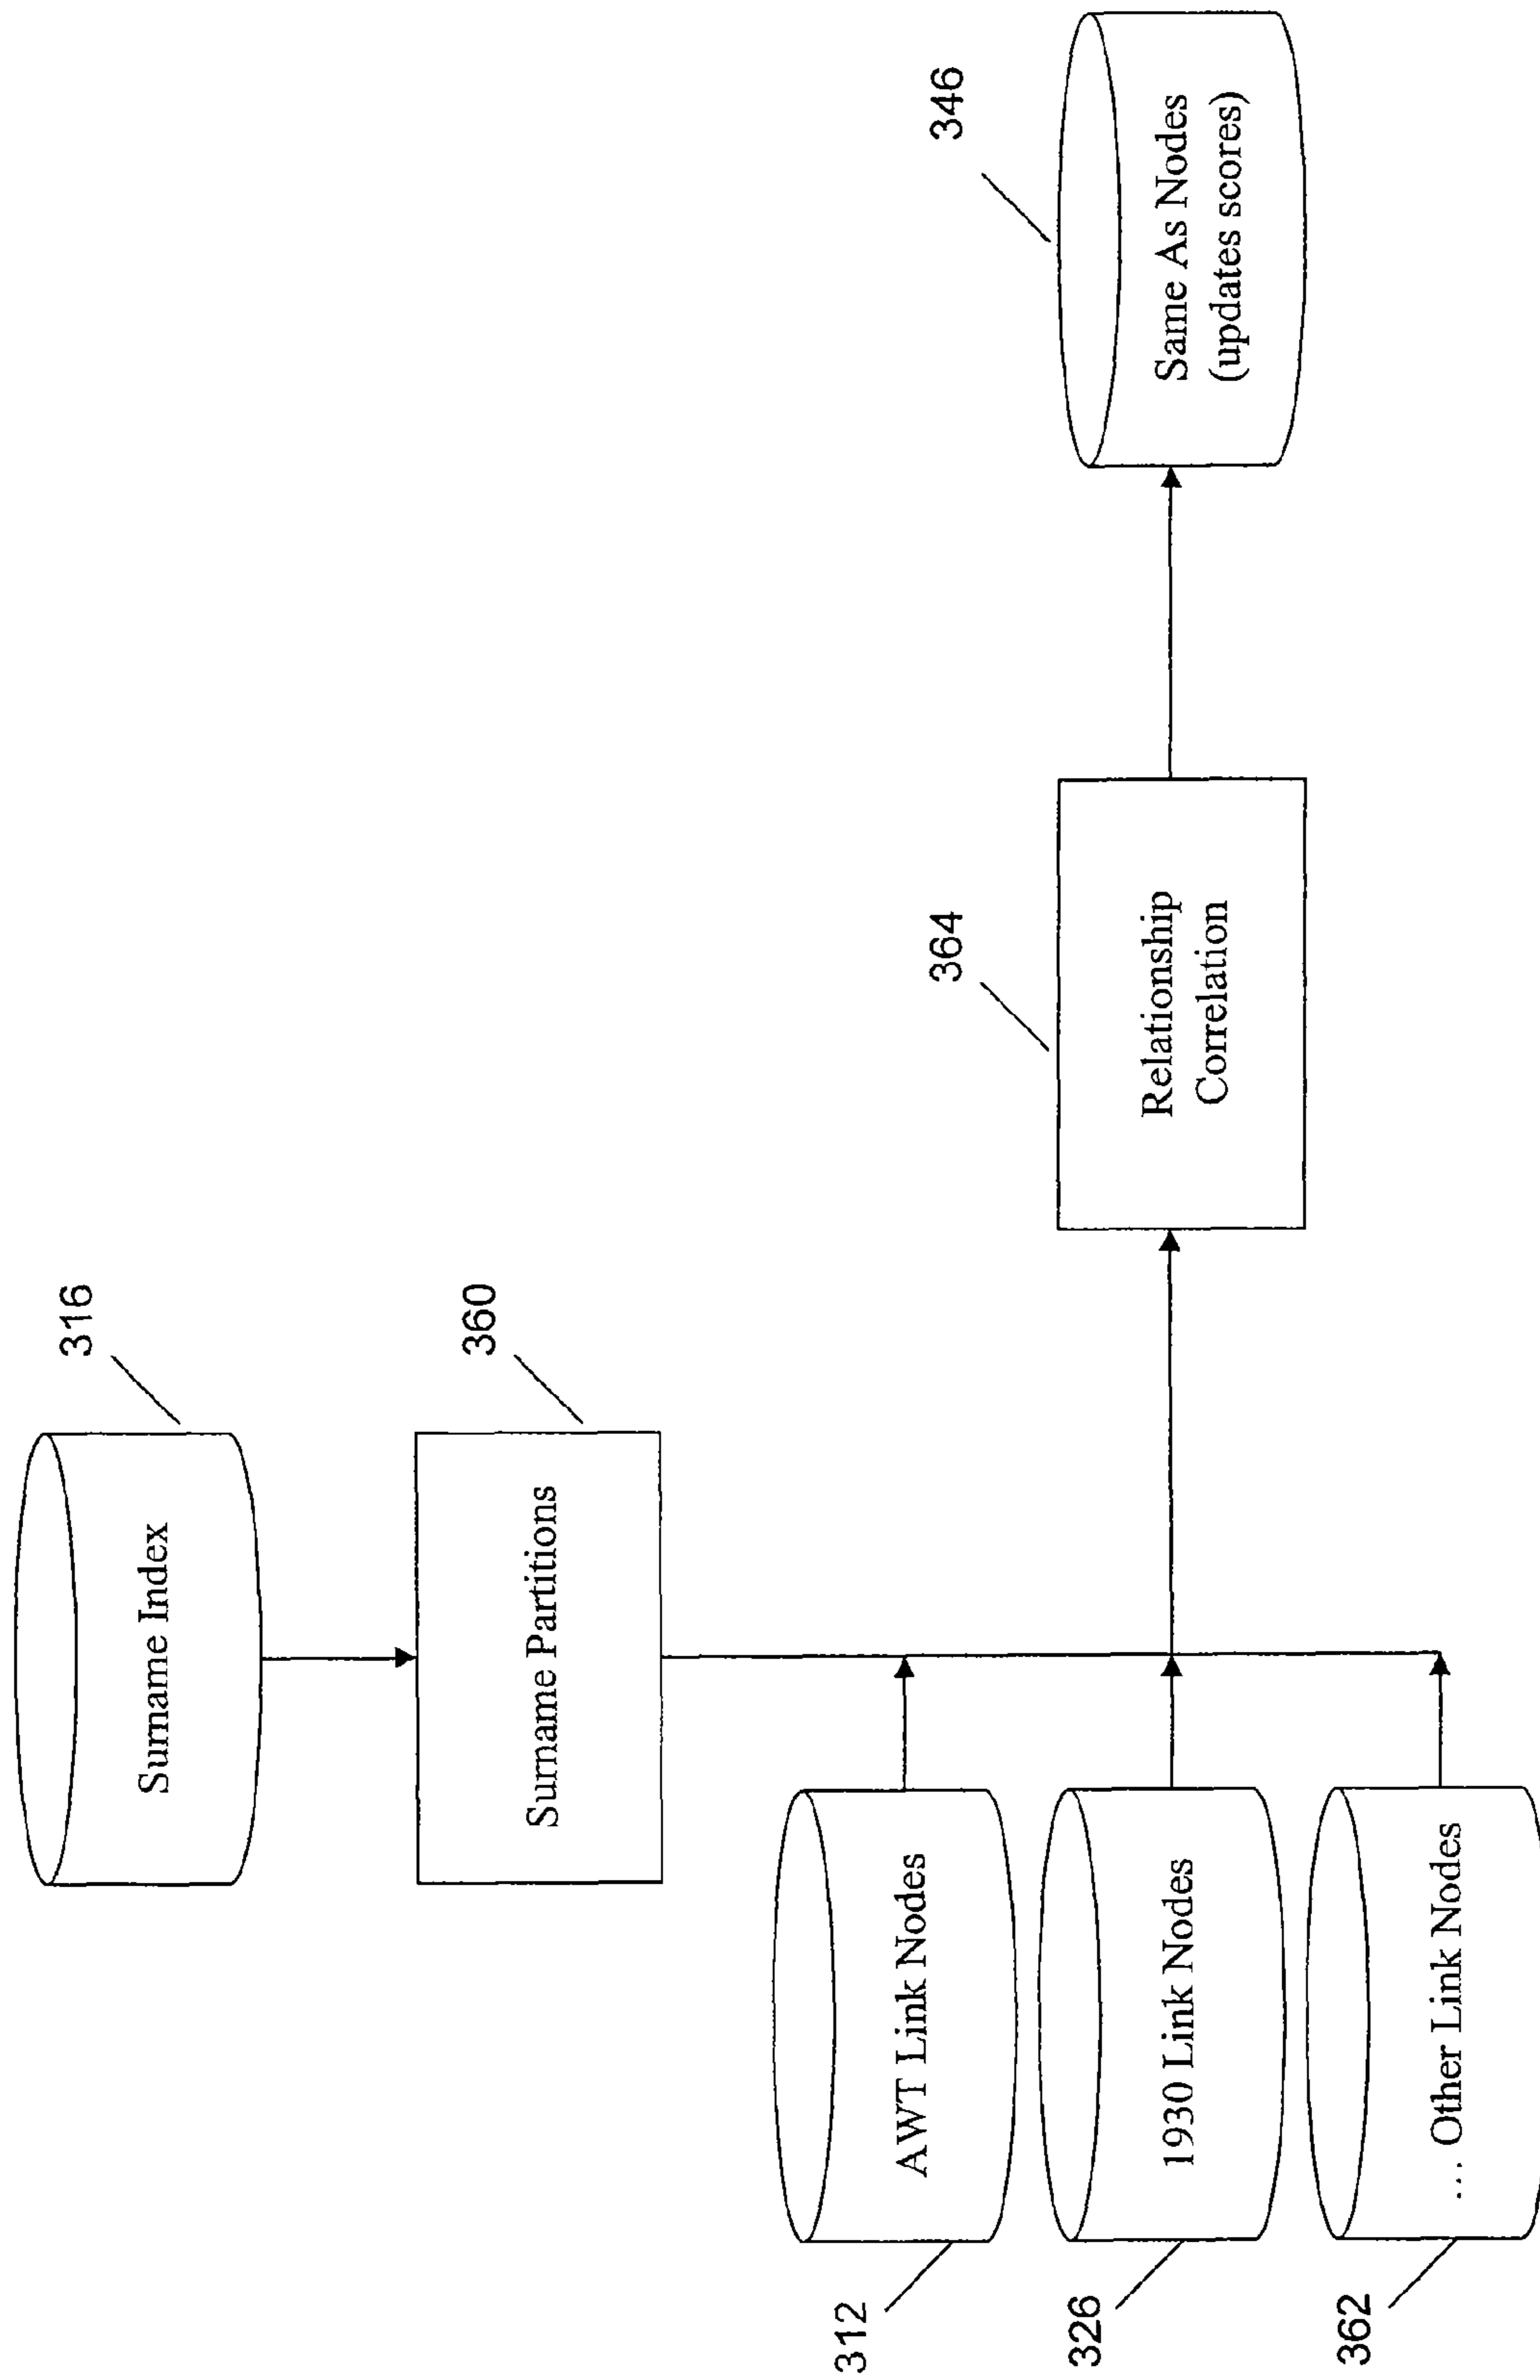 316
Surname Index
360
Surname Partitions
312
AWT Link Nodes
326
1930 Link Nodes
362
... Other Link Nodes
364
Relationship
Correlation
346
Same As Nodes
(updates scores)